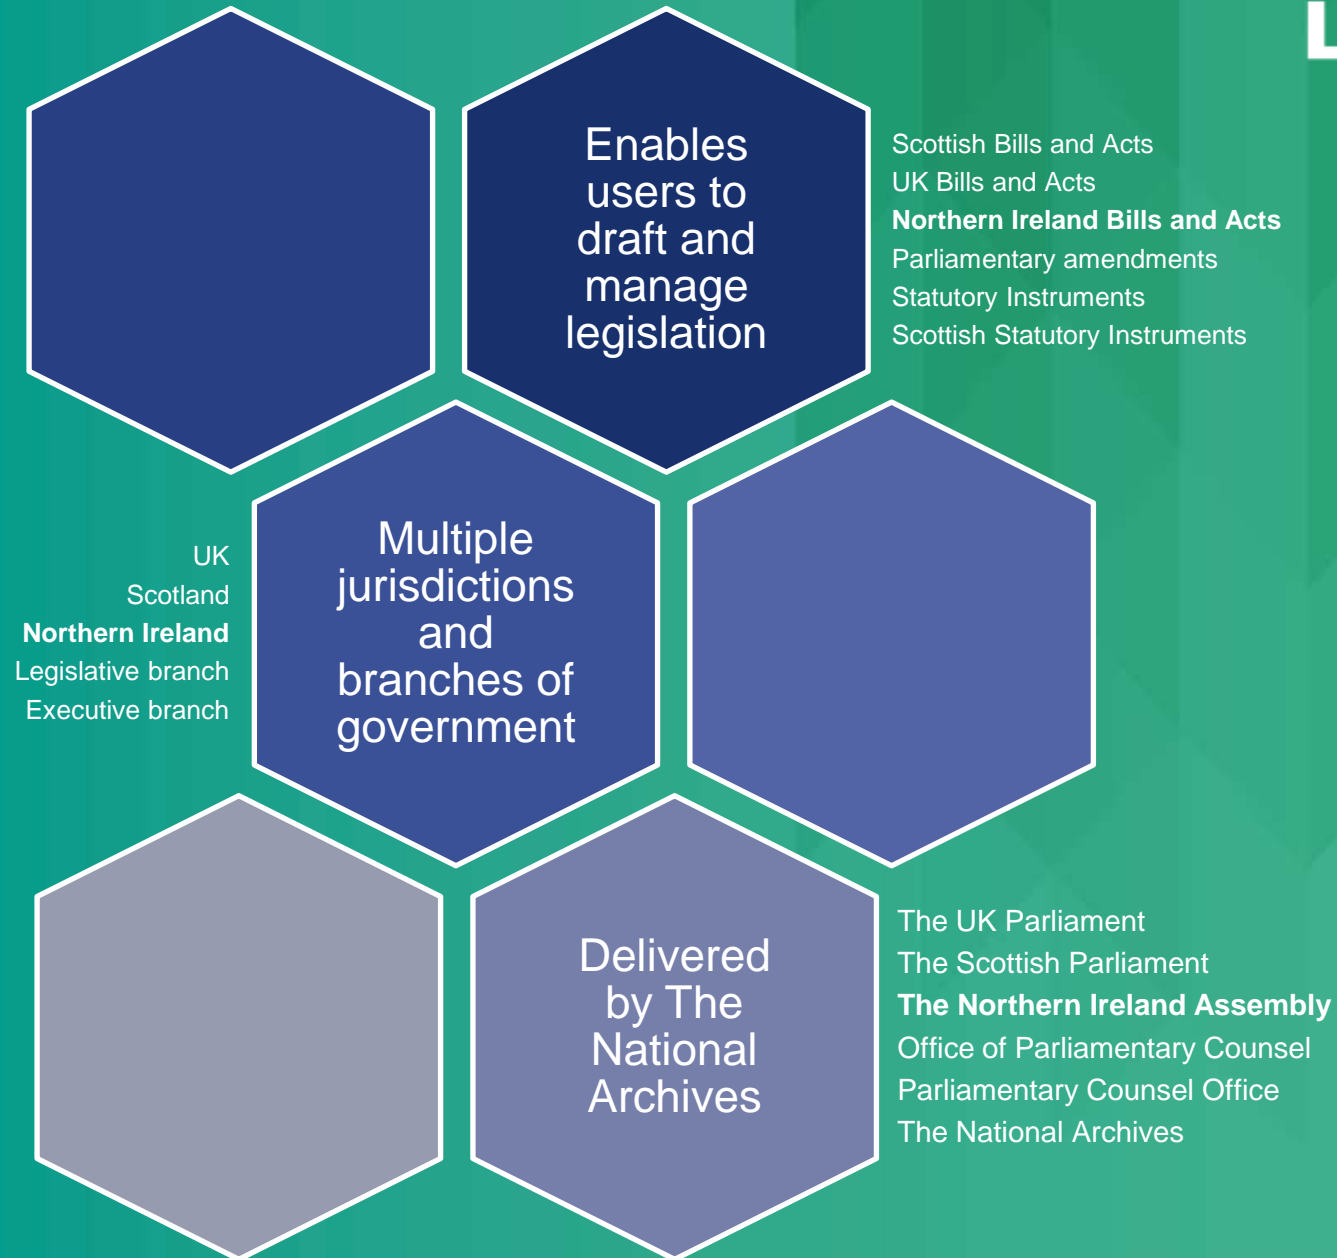 Enables
users to
draft and
manage
legislation
Scottish Bills and Acts
UK Bills and Acts
Northern Ireland Bills and Acts
Parliamentary amendments
Statutory Instruments
Scottish Statutory Instruments
UK
Scotland
Northern Ireland
Legislative branch
Executive branch
Multiple
jurisdictions
and
branches of
government
Delivered
by The
National
Archives
The UK Parliament
The Scottish Parliament
The Northern Ireland Assembly
Office of Parliamentary Counsel
Parliamentary Counsel Office
The National Archives